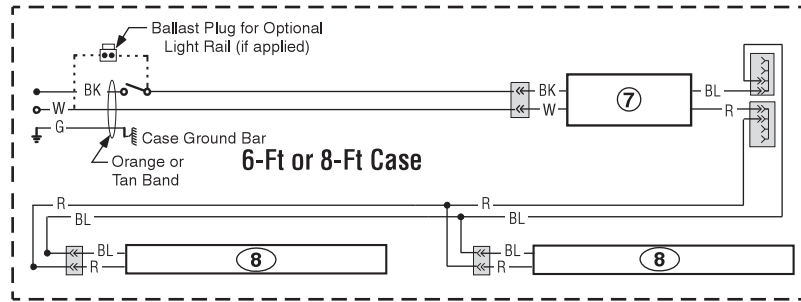 Ballast Plug for Optional
Light Rail (if applied)
BK
BK
BL
7
W
W
R
G
Case Ground Bar
Orange or
Tan Band
6-Ft or 8-Ft Case
R
R
BL
BL
BL
8
BL
8
R
R